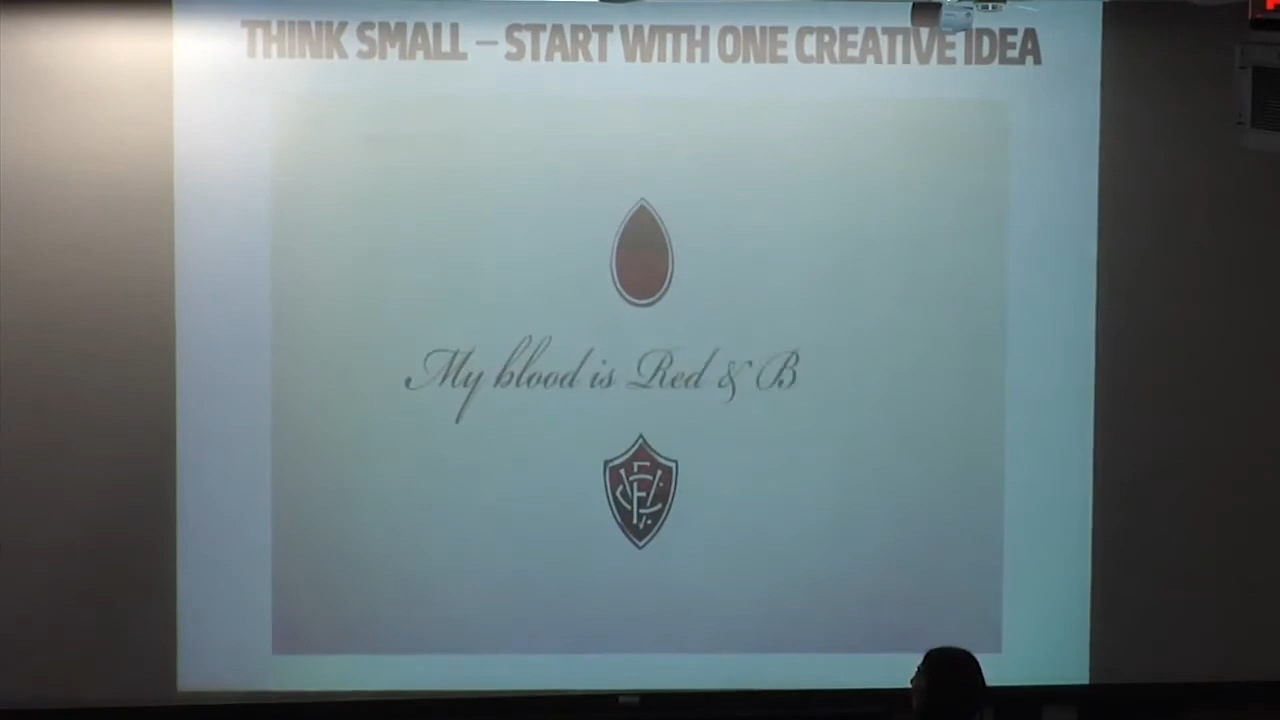 THINK SMALL – START WITH ONE CREATIVE IDEA
My blood is Red & B